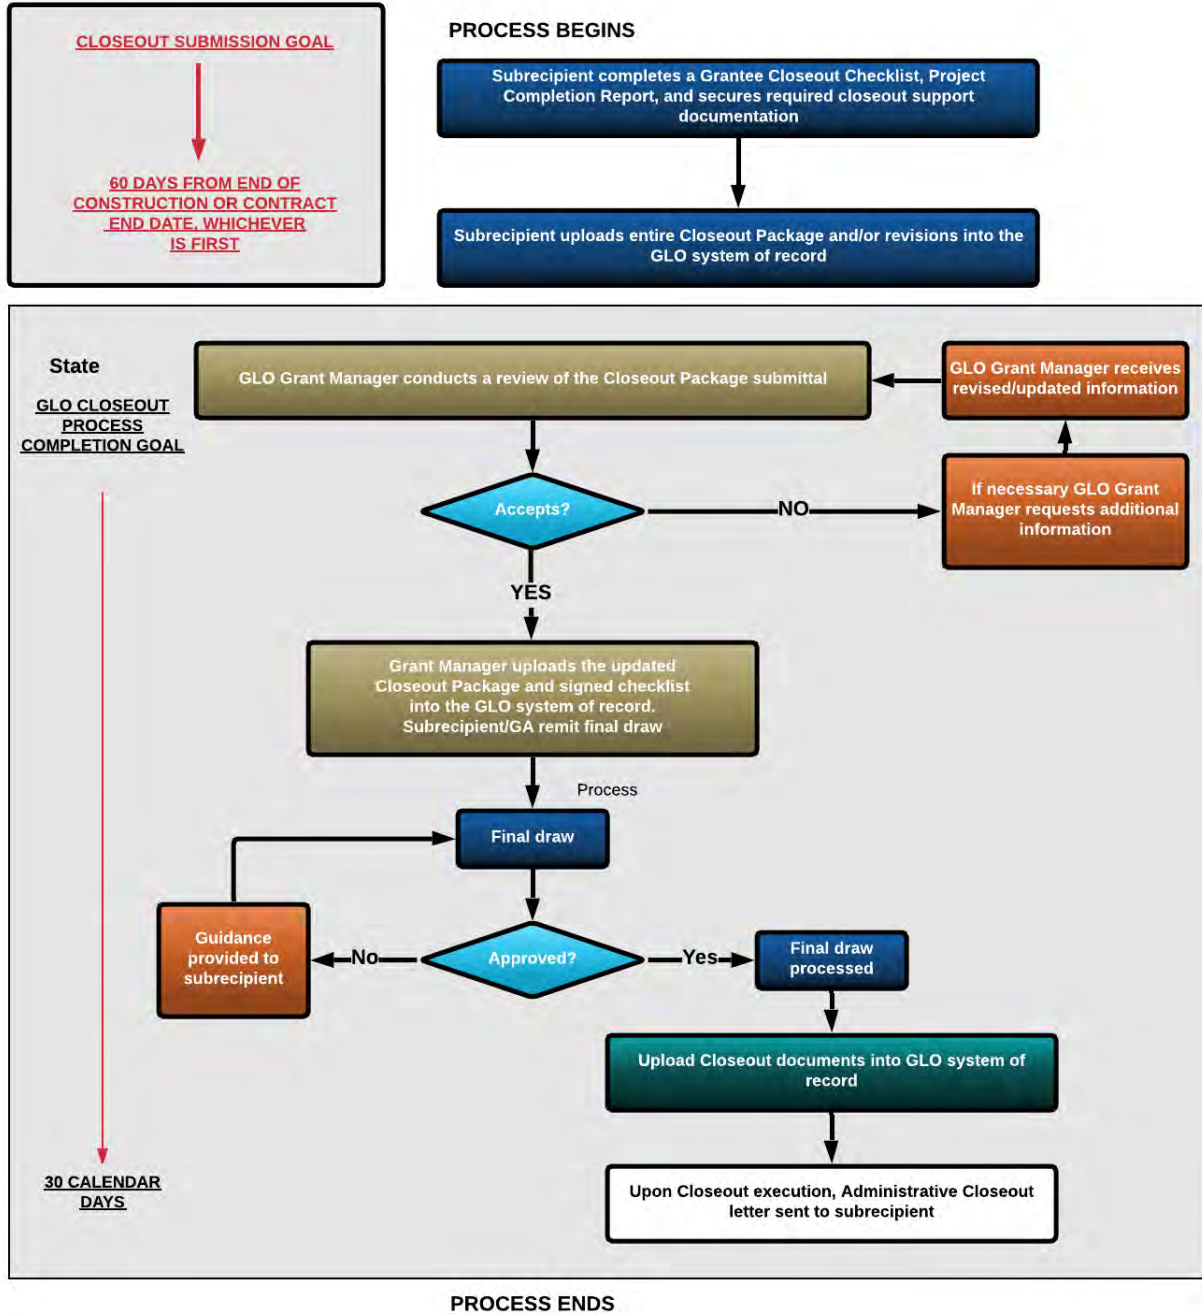 CLOSEOUT SUBMISSION GOAL
60 DAYS FROM END OF
CONSTRUCTION OR CONTRACT
END DATE, WHICHEVER
IS FIRST
PROCESS BEGINS
Subrecipient completes a Grantee Closeout Checklist, Project
Completion Report, and secures required closeout support
documentation
Subrecipient uploads entire Closeout Package and/or revisions into the
GLO system of record
State
GLO CLOSEOUT
PROCESS
COMPLETION GOAL
GLO Grant Manager conducts a review of the Closeout Package submittal
GLO Grant Manager receives
revised/updated information
Accepts?
NO
If necessary GLO Grant
Manager requests additional
information
YES
Grant Manager uploads the updated
Closeout Package and signed checklist
into the GLO system of record.
Subrecipient/GA remit final draw
Process
Final draw
Guidance
provided to
subrecipient
No
Approved?
Yes
Final draw
processed
Upload Closeout documents into GLO system of
record
30 CALENDAR
DAYS
Upon Closeout execution, Administrative Closeout
letter sent to subrecipient
PROCESS ENDS